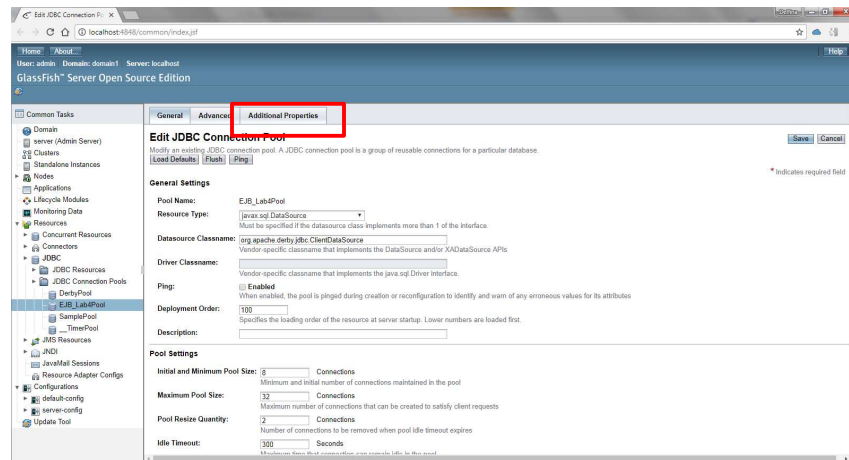 Edit JDBC Connection Po
localhost:4848/common/index.jsf
Home About...
Help
User: admin Domain: domain1 Server: localhost
GlassFish™ Server Open Source Edition
Common Tasks
Domain
server (Admin Server)
Clusters
Standalone Instances
Nodes
Applications
Lifecycle Modules
Monitoring Data
Resources
Concurrent Resources
Connectors
JDBC
JDBC Resources
JDBC Connection Pools
DerbyPool
EJB_Lab4Pool
SamplePool
__TimerPool
JMS Resources
JNDI
JavaMail Sessions
Resource Adapter Configs
Configurations
default-config
server-config
Update Tool
General Advanced Additional Properties
Edit JDBC Connection Pool
Save Cancel
Modify an existing JDBC connection pool. A JDBC connection pool is a group of reusable connections for a particular database.
Load Defaults Flush Ping
* Indicates required field
General Settings
Pool Name: EJB_Lab4Pool
Resource Type: javax.sql.DataSource
Must be specified if the datasource class implements more than 1 of the interface.
Datasource Classname: org.apache.derby.jdbc.ClientDataSource
Vendor-specific classname that implements the DataSource and/or XADataSource APIs
Driver Classname:
Vendor-specific classname that implements the java.sql.Driver interface.
Ping: Enabled
When enabled, the pool is pinged during creation or reconfiguration to identify and warn of any erroneous values for its attributes
Deployment Order: 100
Specifies the loading order of the resource at server startup. Lower numbers are loaded first.
Description:
Pool Settings
Initial and Minimum Pool Size: 8 Connections
Minimum and initial number of connections maintained in the pool
Maximum Pool Size: 32 Connections
Maximum number of connections that can be created to satisfy client requests
Pool Resize Quantity: 2 Connections
Number of connections to be removed when pool idle timeout expires
Idle Timeout: 300 Seconds
Maximum time that connection can remain idle in the pool